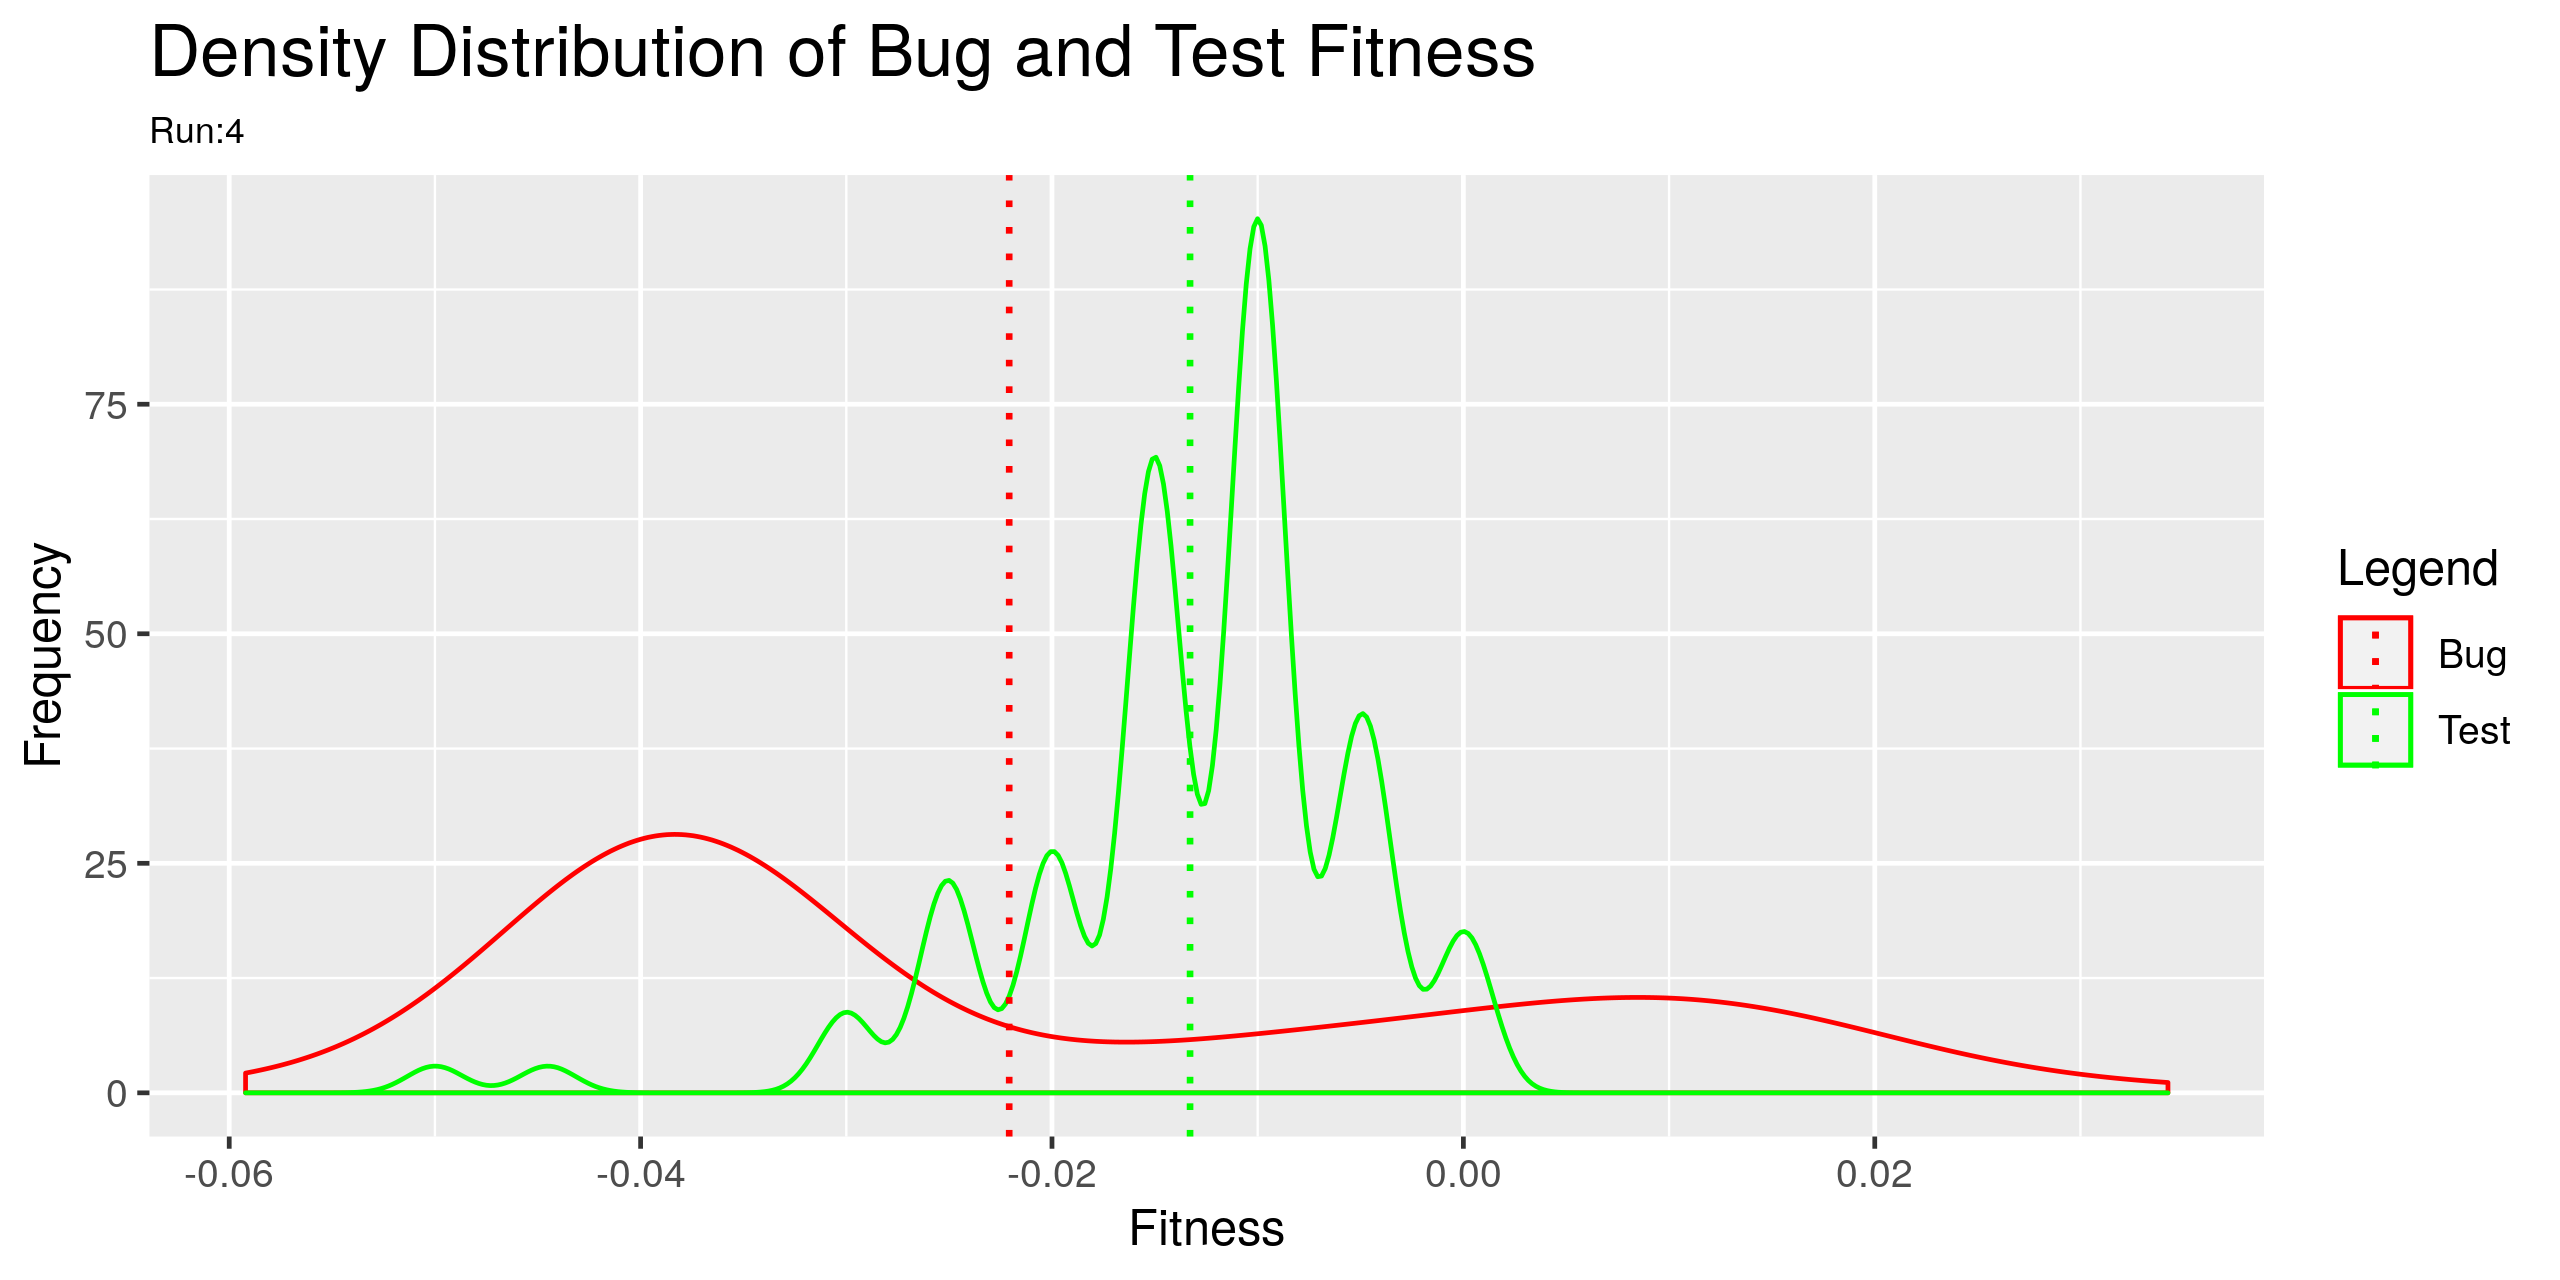 Density Distribution of Bug and Test Fitness
Run:4
Frequency
75
50
25
0
-0.06
-0.04
-0.02
0.00
0.02
Fitness
Legend
Bug
Test